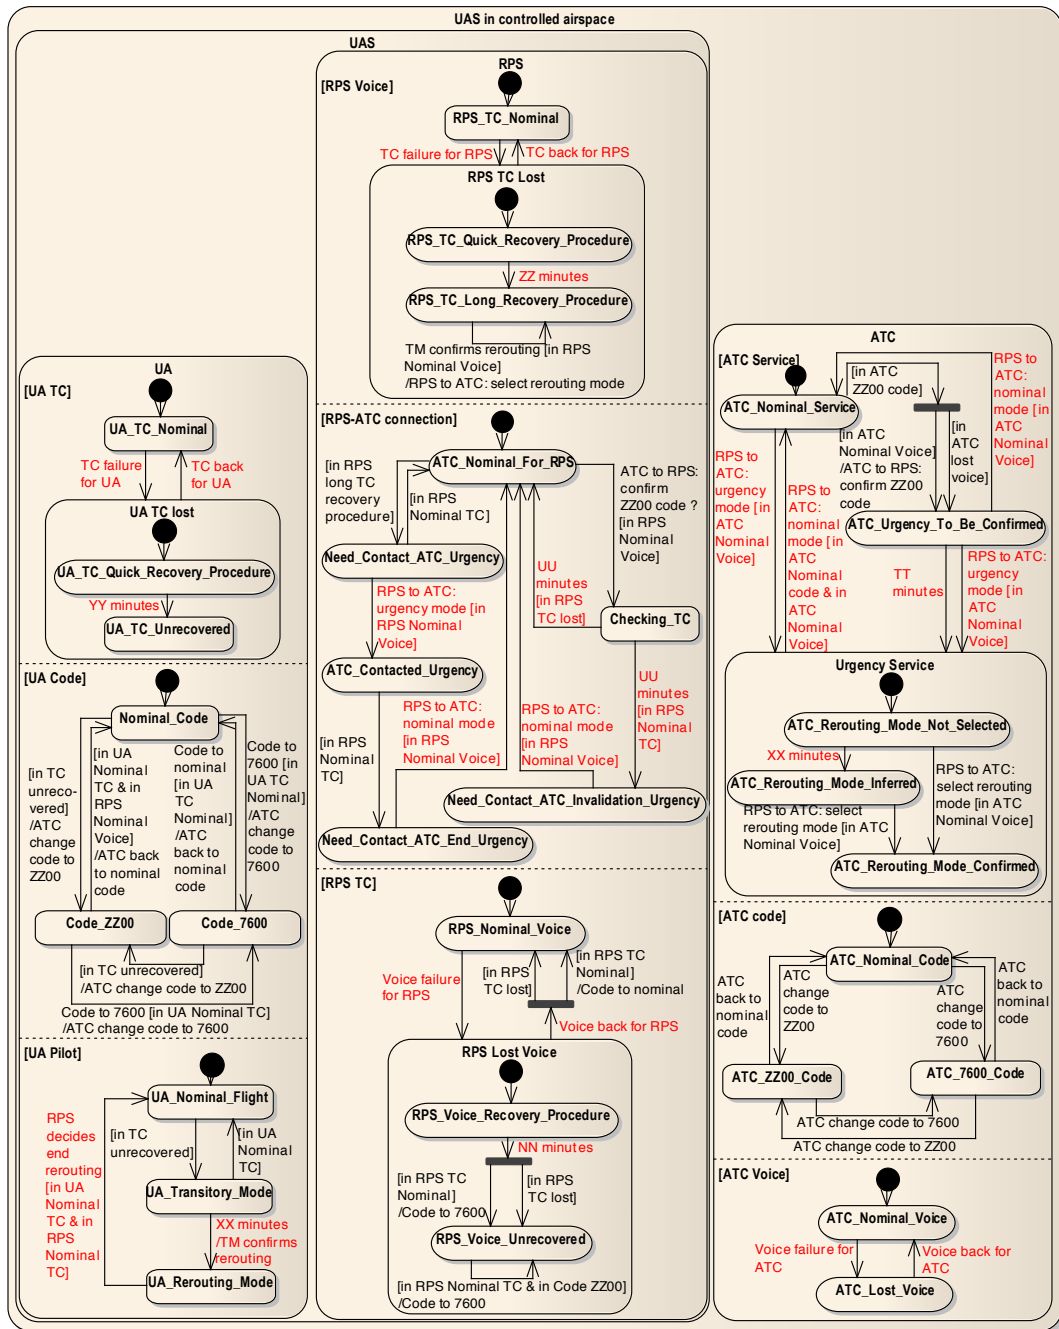 UAS in controlled airspace
UAS
RPS
[RPS Voice]
RPS_TC_Nominal
TC failure for RPS
TC back for RPS
RPS TC Lost
RPS_TC_Quick_Recovery_Procedure
ZZ minutes
RPS_TC_Long_Recovery_Procedure
TM confirms rerouting [in RPS
Nominal Voice]
/RPS to ATC: select rerouting mode
UA
[UA TC]
UA_TC_Nominal
TC failure
for UA
TC back
for UA
UA TC lost
UA_TC_Quick_Recovery_Procedure
YY minutes
UA_TC_Unrecovered
[UA Code]
Nominal_Code
[in TC
unreco-
vered]
/ATC
change
code to
ZZ00
[in UA
Nominal
TC & in
RPS
Nominal
Voice]
/ATC back
to nominal
code
Code to
nominal
[in UA
TC
Nominal]
/ATC
back to
nominal
code
Code to
7600 [in
UA TC
Nominal]
/ATC
change
code to
7600
Code_ZZ00
Code_7600
[in TC unrecovered]
/ATC change code to ZZ00
Code to 7600 [in UA Nominal TC]
/ATC change code to 7600
[UA Pilot]
UA_Nominal_Flight
RPS
decides
end
rerouting
[in UA
Nominal
TC & in
RPS
Nominal
TC]
[in TC
unrecovered]
[in UA
Nominal
TC]
UA_Transitory_Mode
XX minutes
/TM confirms
rerouting
UA_Rerouting_Mode
[RPS-ATC connection]
ATC_Nominal_For_RPS
[in RPS
long TC
recovery
procedure]
[in RPS
Nominal TC]
ATC to RPS:
confirm
ZZ00 code ?
[in RPS
Nominal
Voice]
Need_Contact_ATC_Urgency
RPS to ATC:
urgency mode [in
RPS Nominal
Voice]
UU
minutes
[in RPS
TC lost]
Checking_TC
ATC_Contacted_Urgency
UU
minutes
[in RPS
Nominal
TC]
[in RPS
Nominal
TC]
RPS to ATC:
nominal mode
[in RPS
Nominal Voice]
RPS to ATC:
nominal mode
[in RPS
Nominal Voice]
Need_Contact_ATC_Invalidation_Urgency
Need_Contact_ATC_End_Urgency
[RPS TC]
RPS_Nominal_Voice
Voice failure
for RPS
[in RPS
TC lost]
[in RPS TC
Nominal]
/Code to nominal
Voice back for RPS
RPS Lost Voice
RPS_Voice_Recovery_Procedure
NN minutes
[in RPS TC
Nominal]
/Code to 7600
[in RPS
TC lost]
RPS_Voice_Unrecovered
[in RPS Nominal TC & in Code ZZ00]
/Code to 7600
ATC
[ATC Service]
ATC_Nominal_Service
[in ATC
ZZ00 code]
RPS to
ATC:
nominal
mode [in
ATC
Nominal
Voice]
[in ATC
Nominal Voice]
/ATC to RPS:
confirm ZZ00
code
[in
ATC
lost
voice]
RPS to
ATC:
urgency
mode [in
ATC
Nominal
Voice]
RPS to
ATC:
nominal
mode [in
ATC
Nominal
code & in
ATC
Nominal
Voice]
ATC_Urgency_To_Be_Confirmed
TT
minutes
RPS to ATC:
urgency
mode [in
ATC
Nominal
Voice]
Urgency Service
ATC_Rerouting_Mode_Not_Selected
XX minutes
ATC_Rerouting_Mode_Inferred
RPS to ATC: select
rerouting mode [in ATC
Nominal Voice]
RPS to ATC:
select rerouting
mode [in ATC
Nominal Voice]
ATC_Rerouting_Mode_Confirmed
[ATC code]
ATC_Nominal_Code
ATC
back to
nominal
code
ATC
change
code to
ZZ00
ATC
change
code to
7600
ATC
back to
nominal
code
ATC_ZZ00_Code
ATC_7600_Code
ATC change code to 7600
ATC change code to ZZ00
[ATC Voice]
ATC_Nominal_Voice
Voice failure for
ATC
Voice back for
ATC
ATC_Lost_Voice